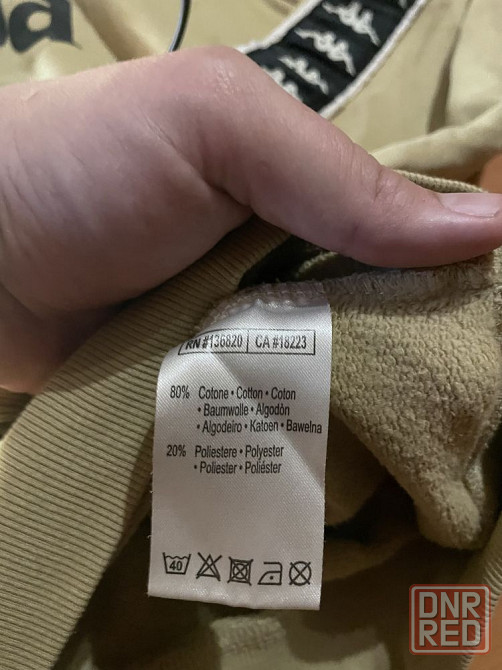 RN #136820 CA #18223
80% Cotone • Cotton • Coton
• Baumwolle • Algodòn
• Algodeiro • Katoen • Bawelna
20% Poliestere • Polyester
• Poliester • Poliéster
40
DNR
RED